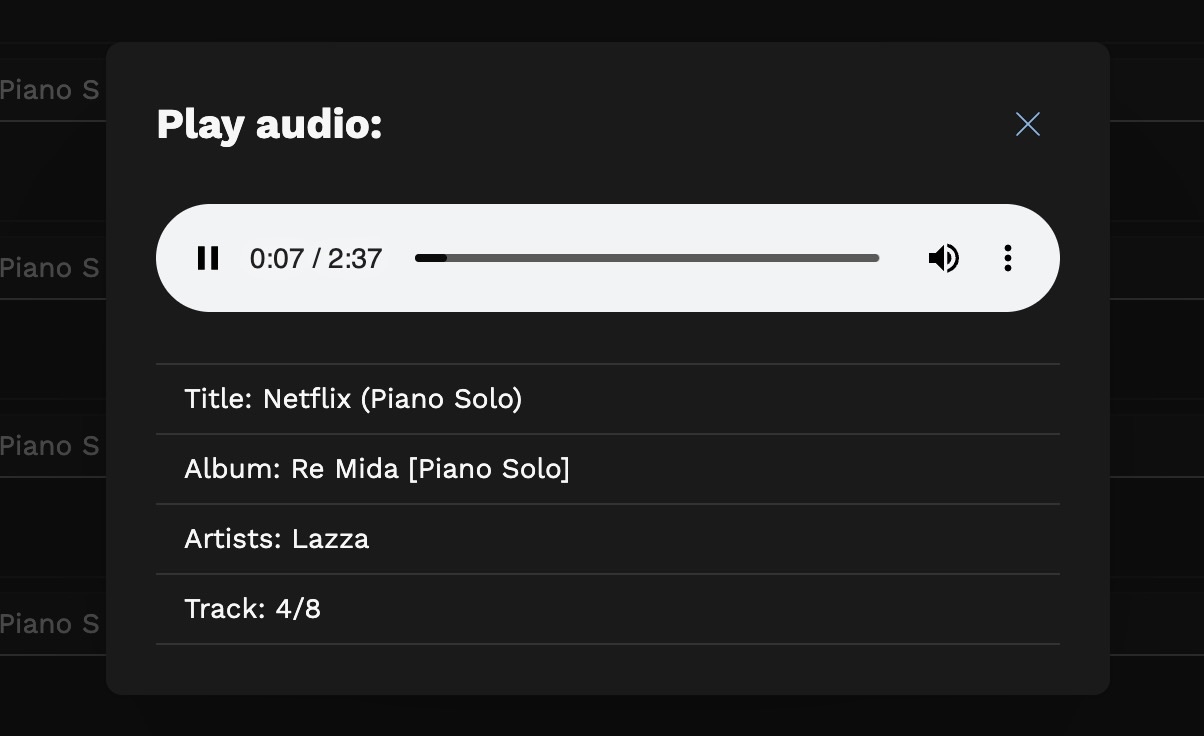 Play audio:
0:07 / 2:37
Title: Netflix (Piano Solo)
Album: Re Mida [Piano Solo]
Artists: Lazza
Track: 4/8
Piano S
Piano S
Piano S
Piano S